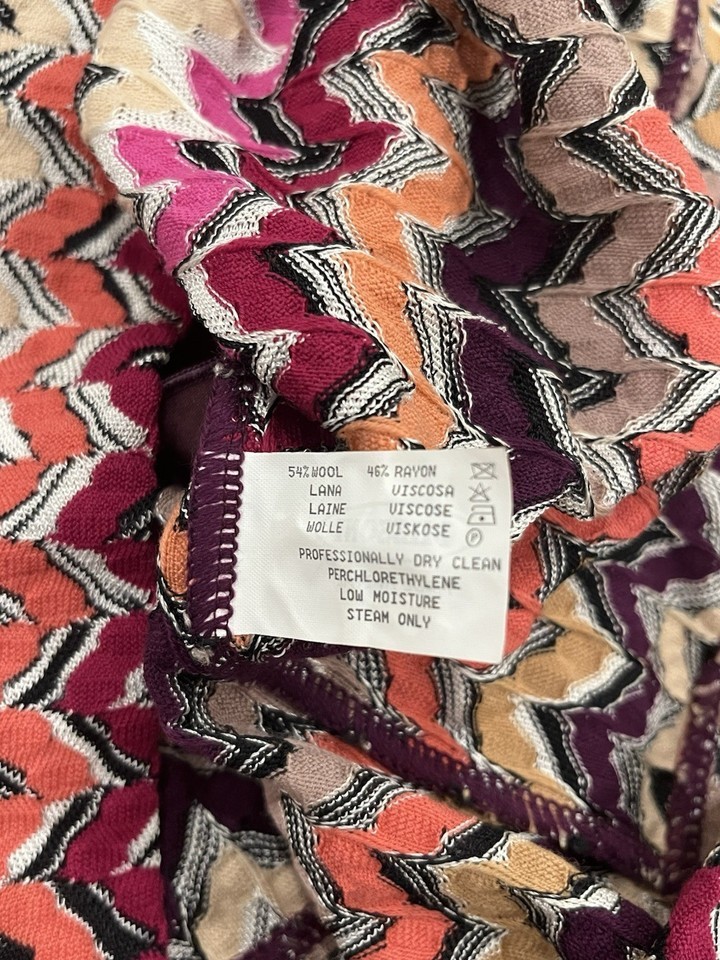 54% WOOL 46% RAYON
LANA VISCOSA
LAINE VISCOSE
WOLLE VISKOSE
P
PROFESSIONALLY DRY CLEAN
PERCHLORETHYLENE
LOW MOISTURE
STEAM ONLY